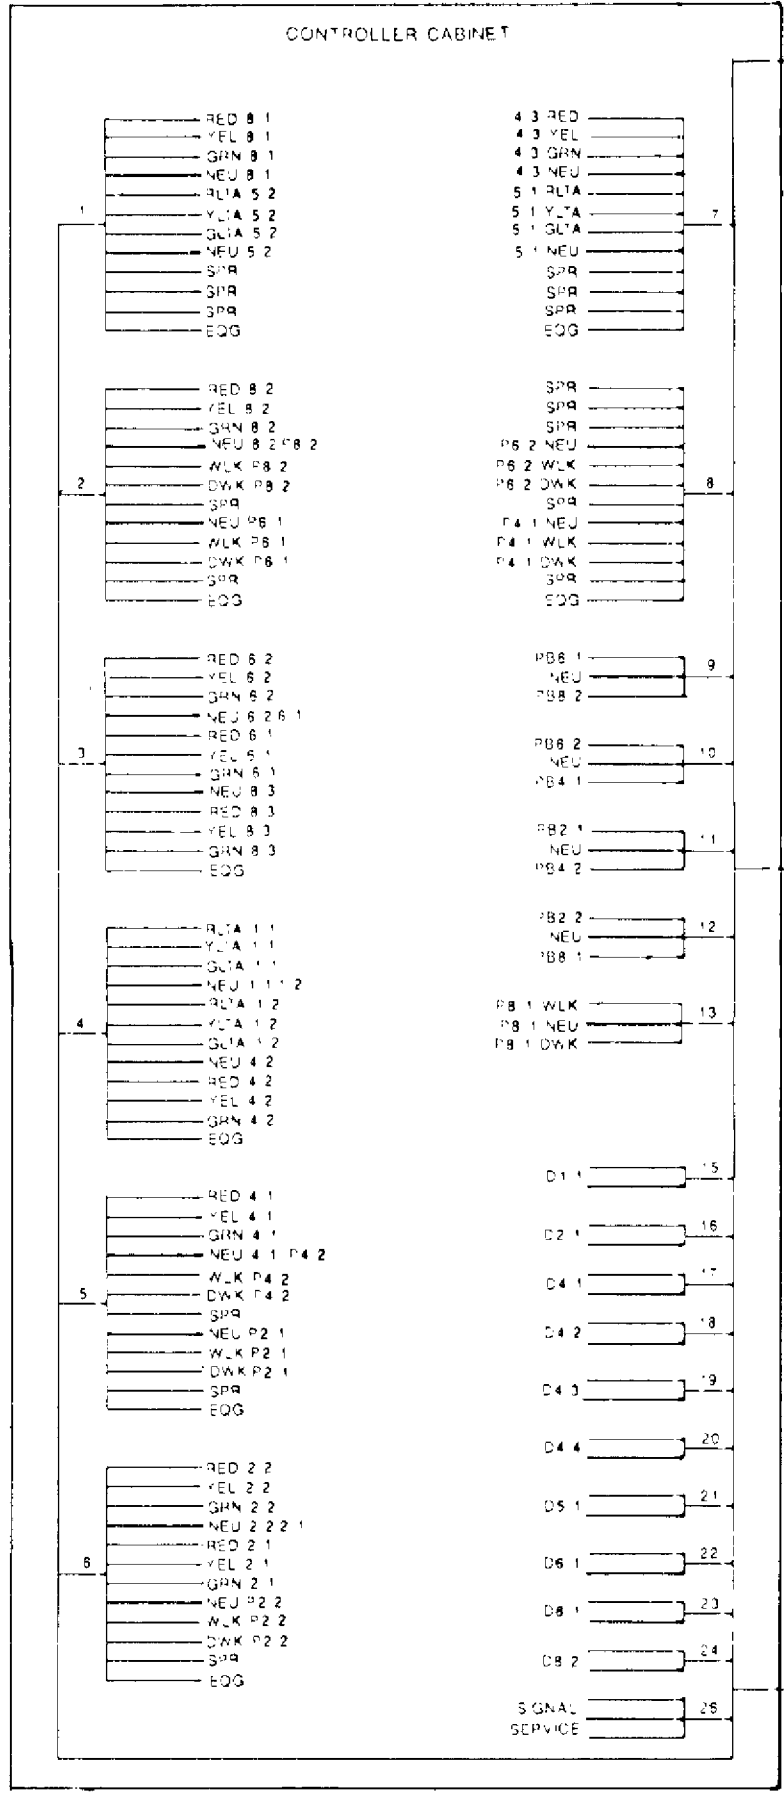 CONTROLLER CABINET
1
RED 8 1
YEL 8 1
GRN 8 1
NEU 8 1
RLTA 5 2
YLTA 5 2
GLTA 5 2
NEU 5 2
SPR
SPR
SPR
EQG
2
RED 8 2
YEL 8 2
GRN 8 2
NEU 8 2 P8 2
WLK P8 2
DWK P8 2
SPR
NEU P6 1
WLK P6 1
DWK P6 1
SPR
EQG
3
RED 6 2
YEL 6 2
GRN 6 2
NEU 6 2 6 1
RED 6 1
YEL 6 1
GRN 6 1
NEU 8 3
RED 8 3
YEL 8 3
GRN 8 3
EQG
4
RLTA 1 1
YLTA 1 1
GLTA 1 1
NEU 1 1 1 2
RLTA 1 2
YLTA 1 2
GLTA 1 2
NEU 4 2
RED 4 2
YEL 4 2
GRN 4 2
EQG
5
RED 4 1
YEL 4 1
GRN 4 1
NEU 4 1 P4 2
WLK P4 2
DWK P4 2
SPR
NEU P2 1
WLK P2 1
DWK P2 1
SPR
EQG
6
RED 2 2
YEL 2 2
GRN 2 2
NEU 2 2 2 1
RED 2 1
YEL 2 1
GRN 2 1
NEU P2 2
WLK P2 2
DWK P2 2
SPR
EQG
4 3 RED
4 3 YEL
4 3 GRN
4 3 NEU
5 1 RLTA
5 1 YLTA
5 1 GLTA
5 1 NEU
SPR
SPR
SPR
EQG
7
SPR
SPR
SPR
P6 2 NEU
P6 2 WLK
P6 2 DWK
SPR
P4 1 NEU
P4 1 WLK
P4 1 DWK
SPR
EQG
8
PB6 1
NEU
PB8 2
9
PB6 2
NEU
PB4 1
10
PB2 1
NEU
PB4 2
11
PB2 2
NEU
PB8 1
12
P8 1 WLK
P8 1 NEU
P8 1 DWK
13
D1 1 15
D2 1 16
D4 1 17
D4 2 18
D4 3 19
D4 4 20
D5 1 21
D6 1 22
D8 1 23
D8 2 24
SIGNAL
SERVICE